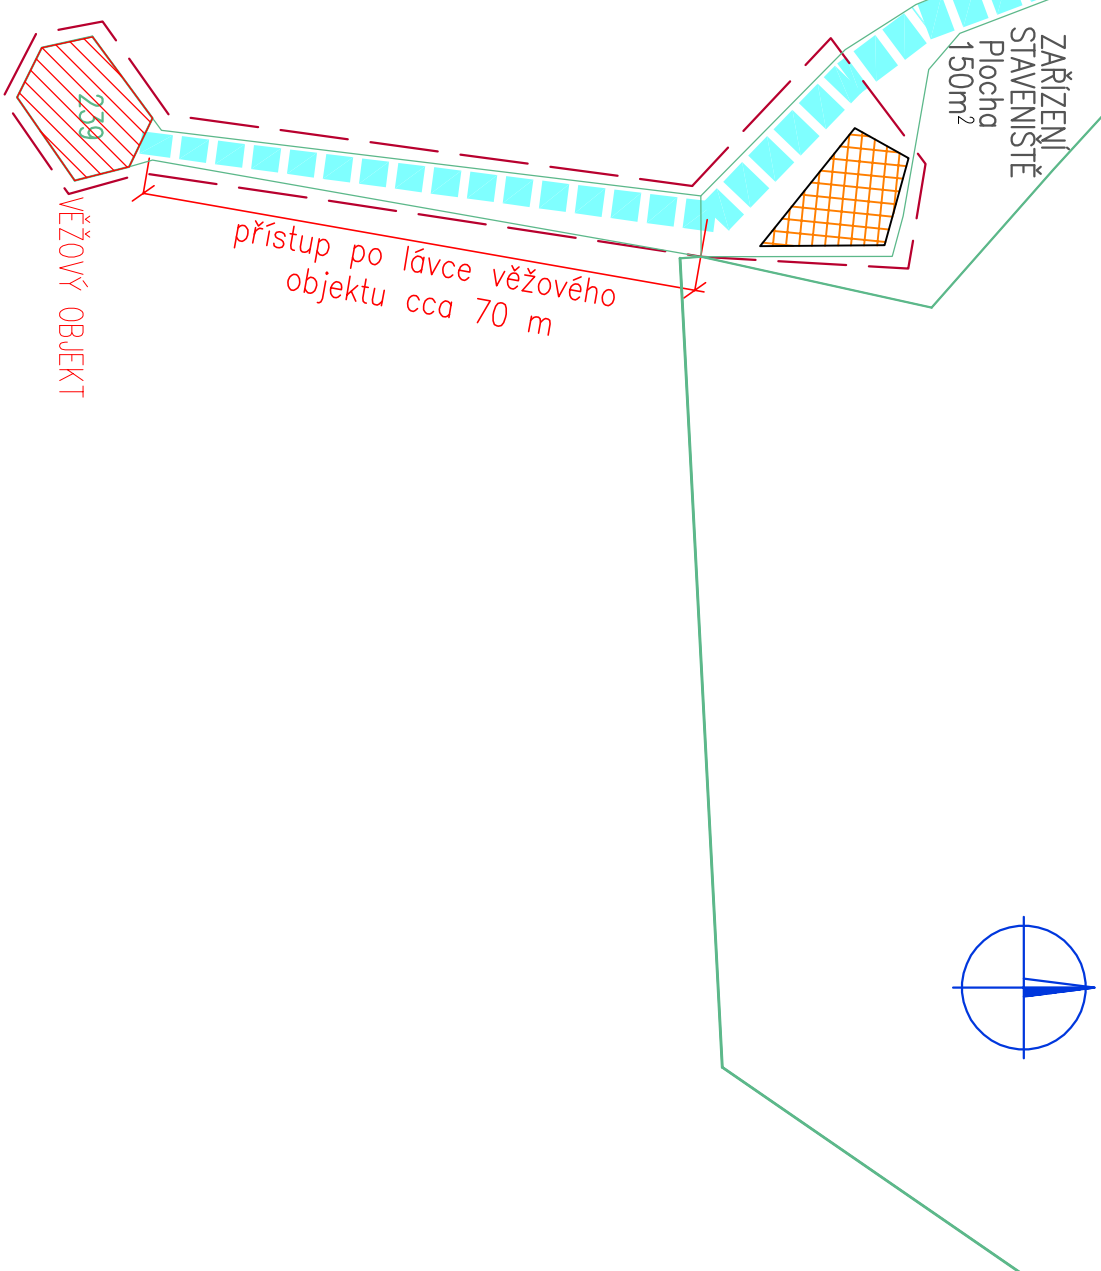 ZAŘÍZENÍ
STAVENIŠTĚ
Plocha
150m²
239
přístup po lávce věžového
objektu cca 70 m
VĚŽOVÝ OBJEKT